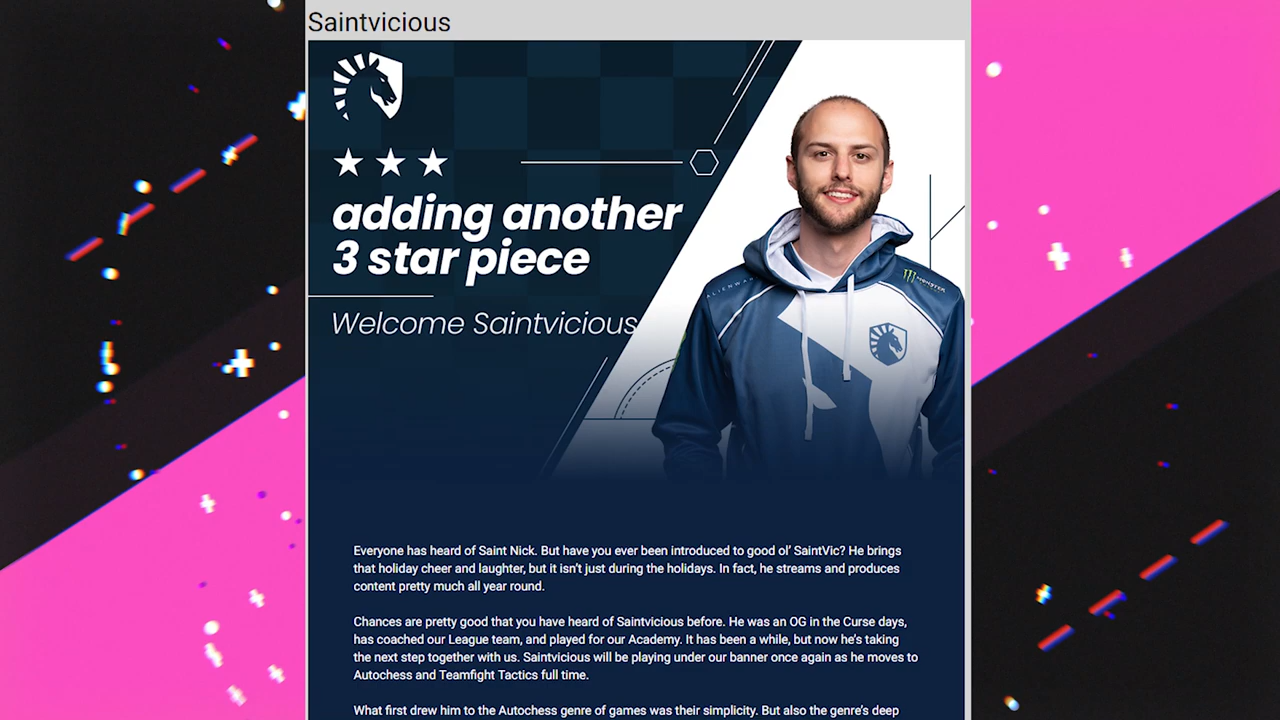 Saintvicious
adding another
3 star piece
Welcome Saintvicious
ALIENWARE
MONSTER
Everyone has heard of Saint Nick. But have you ever been introduced to good ol’ SaintVic? He brings
that holiday cheer and laughter, but it isn’t just during the holidays. In fact, he streams and produces
content pretty much all year round.
Chances are pretty good that you have heard of Saintvicious before. He was an OG in the Curse days,
has coached our League team, and played for our Academy. It has been a while, but now he’s taking
the next step together with us. Saintvicious will be playing under our banner once again as he moves to
Autochess and Teamfight Tactics full time.
What first drew him to the Autochess genre of games was their simplicity. But also the genre’s deep